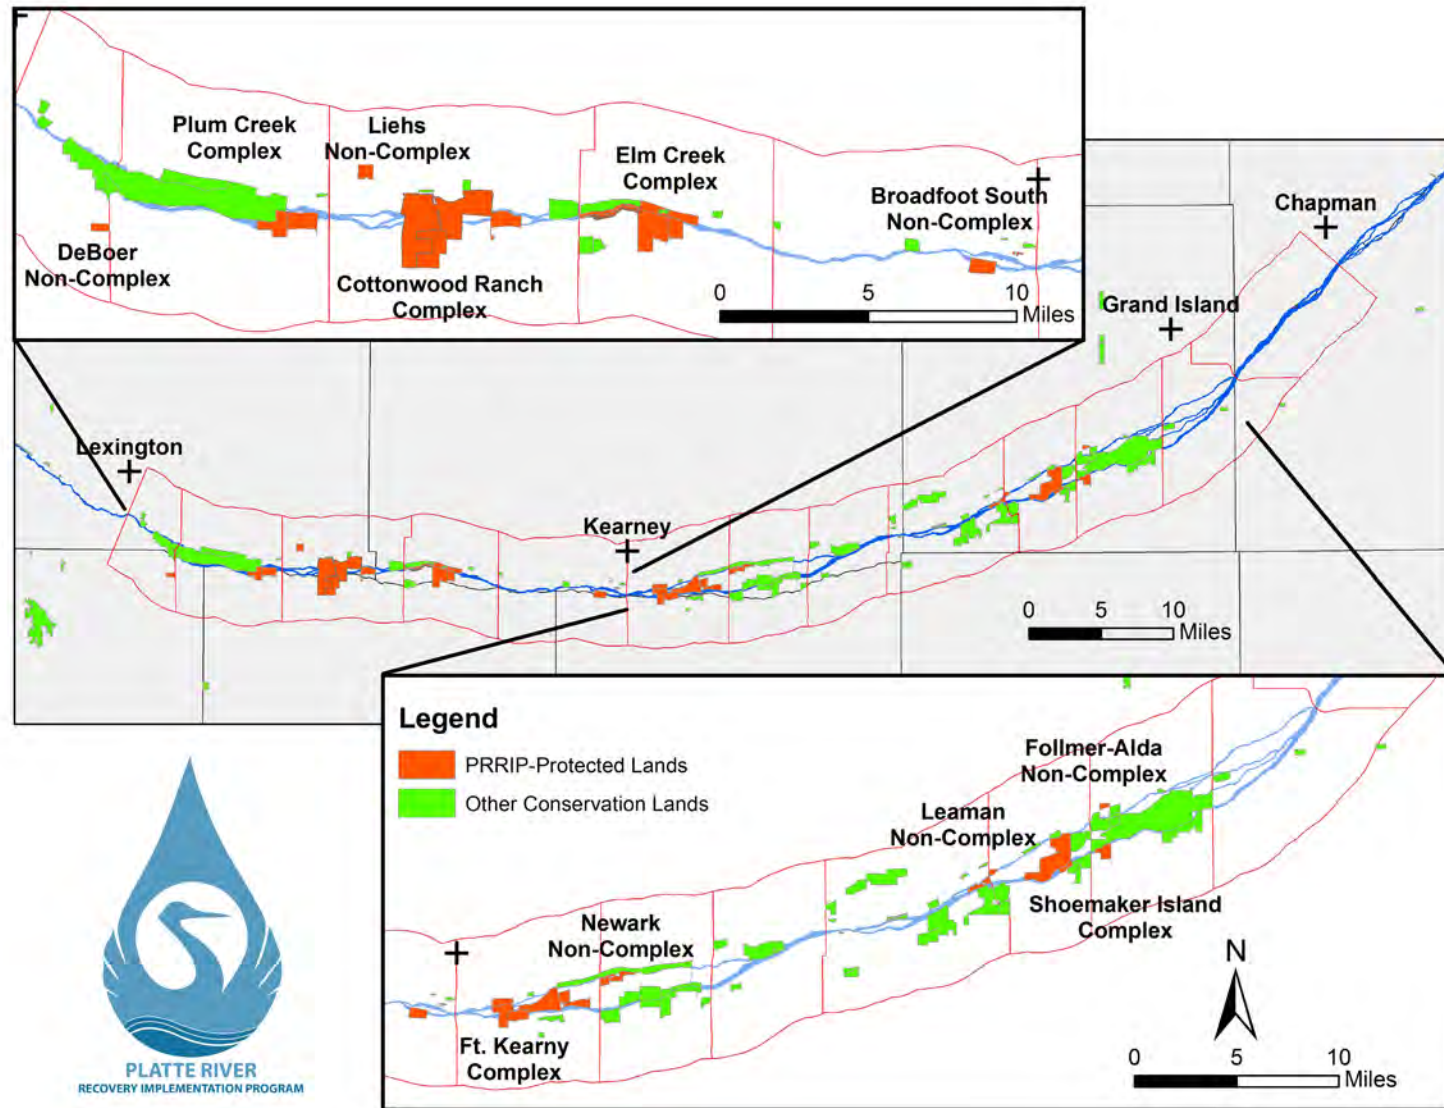 Plum Creek
Complex
Liehs
Non-Complex
Elm Creek
Complex
Broadfoot South
Non-Complex
DeBoer
Non-Complex
Cottonwood Ranch
Complex
0 5 10
Miles
Chapman
Grand Island
Lexington
Kearney
0 5 10
Miles
Legend
PRRIP-Protected Lands
Other Conservation Lands
Follmer-Alda
Non-Complex
Leaman
Non-Complex
Shoemaker Island
Complex
Newark
Non-Complex
Ft. Kearny
Complex
N
0 5 10
Miles
PLATTE RIVER
RECOVERY IMPLEMENTATION PROGRAM